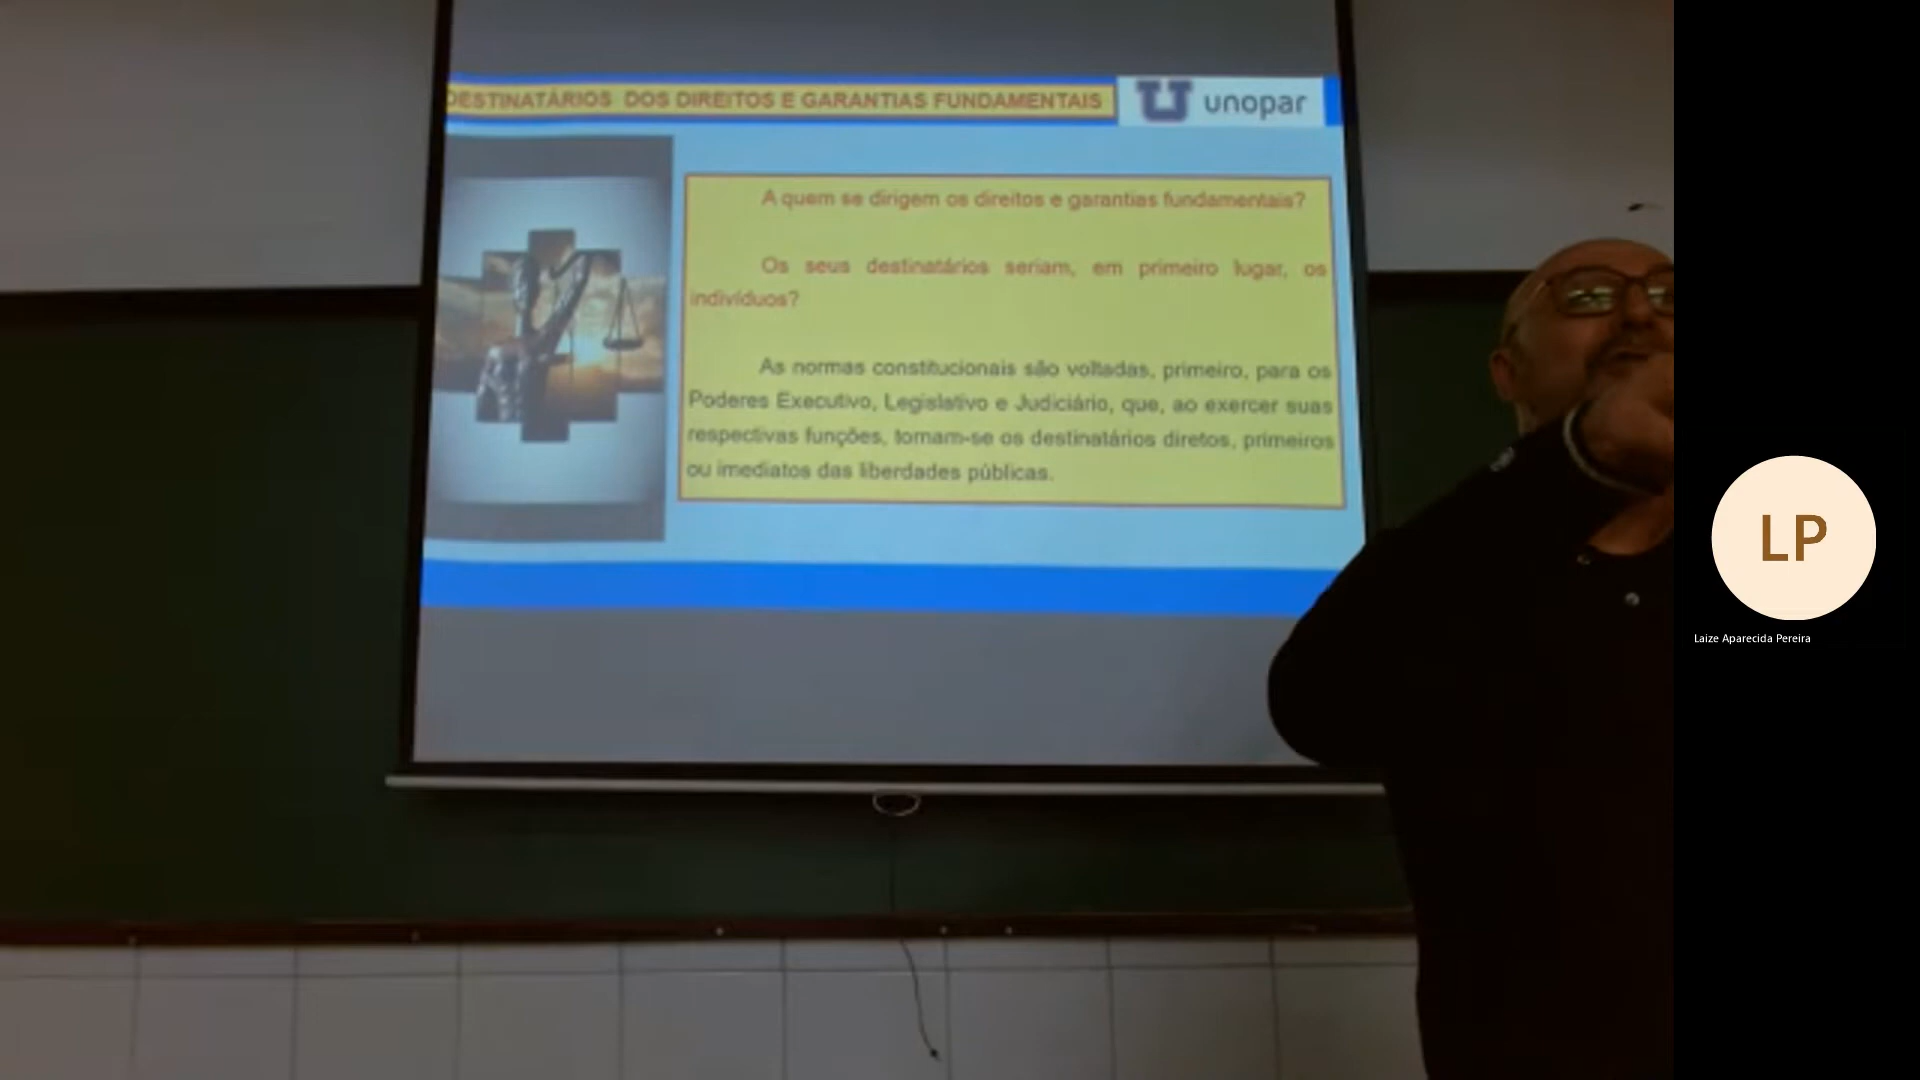 DESTINATÁRIOS DOS DIREITOS E GARANTIAS FUNDAMENTAIS
unopar
A quem se dirigem os direitos e garantias fundamentais?
Os seus destinatários seriam, em primeiro lugar, os
indivíduos?
As normas constitucionais são voltadas, primeiro, para os
Poderes Executivo, Legislativo e Judiciário, que, ao exercer suas
respectivas funções, tornam-se os destinatários diretos, primeiros
ou imediatos das liberdades públicas.
LP
Laize Aparecida Pereira